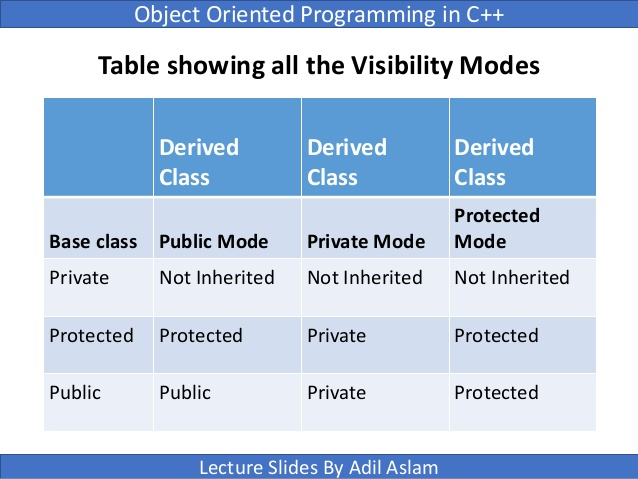 Object Oriented Programming in C++
Table showing all the Visibility Modes
Derived Class Derived Class Derived Class
Base class Public Mode Private Mode Protected Mode
Private Not Inherited Not Inherited Not Inherited
Protected Protected Private Protected
Public Public Private Protected
Lecture Slides By Adil Aslam